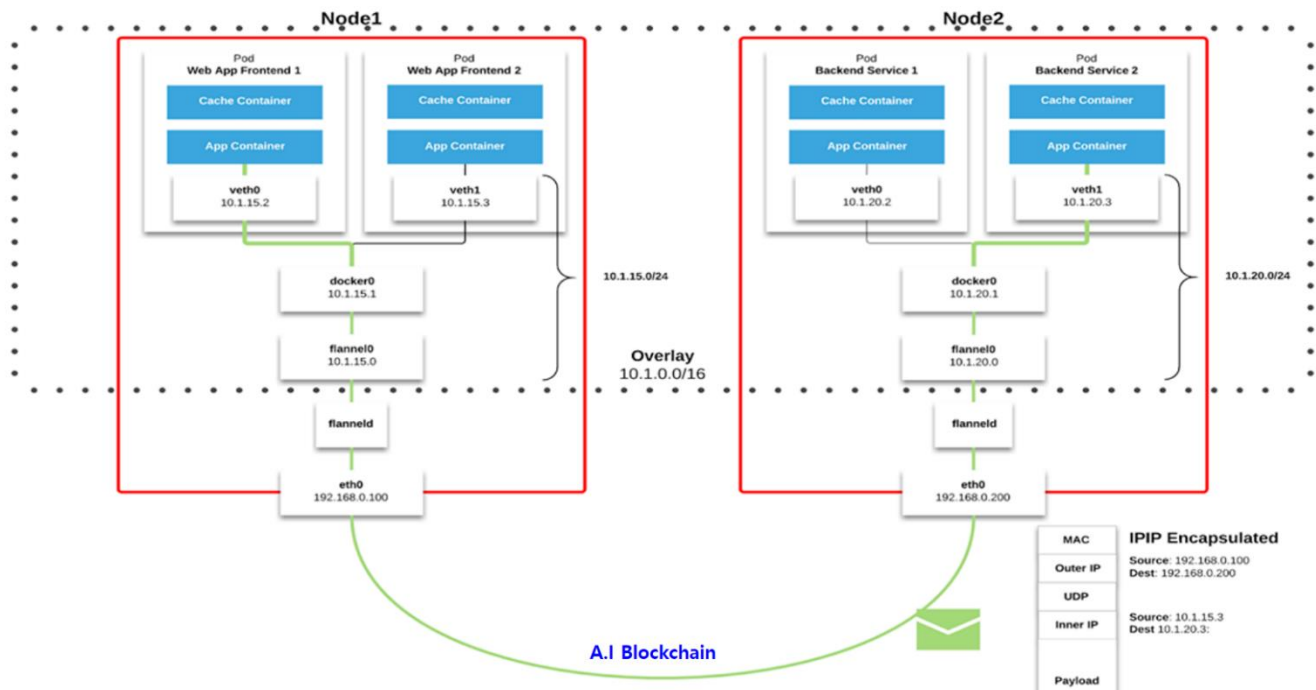 Node1
Pod
Web App Frontend 1
Cache Container
App Container
veth0
10.1.15.2
Pod
Web App Frontend 2
Cache Container
App Container
veth1
10.1.15.3
docker0
10.1.15.1
flannel0
10.1.15.0
10.1.15.0/24
flanneld
eth0
192.168.0.100
Overlay
10.1.0.0/16
Node2
Pod
Backend Service 1
Cache Container
App Container
veth0
10.1.20.2
Pod
Backend Service 2
Cache Container
App Container
veth1
10.1.20.3
docker0
10.1.20.1
flannel0
10.1.20.0
10.1.20.0/24
flanneld
eth0
192.168.0.200
A.I Blockchain
MAC
Outer IP
UDP
Inner IP
Payload
IPIP Encapsulated
Source: 192.168.0.100
Dest: 192.168.0.200
Source: 10.1.15.3
Dest 10.1.20.3: